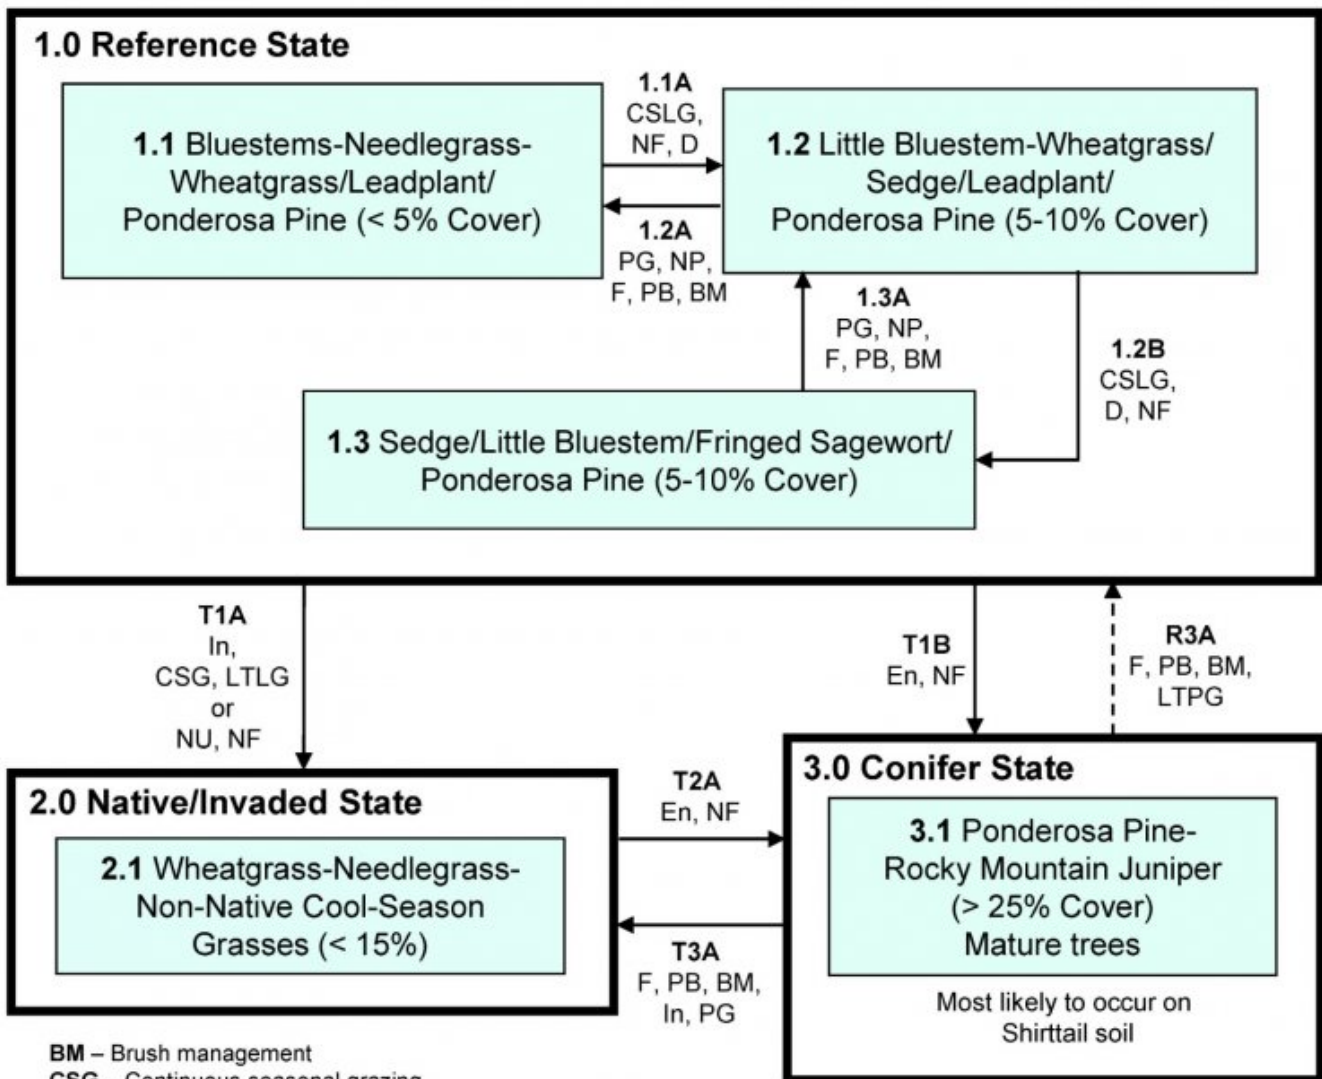 1.0 Reference State
1.1 Bluestems-Needlegrass-
Wheatgrass/Leadplant/
Ponderosa Pine (< 5% Cover)
1.1A
CSLG,
NF, D
1.2A
PG, NP,
F, PB, BM
1.2 Little Bluestem-Wheatgrass/
Sedge/Leadplant/
Ponderosa Pine (5-10% Cover)
1.3A
PG, NP,
F, PB, BM
1.2B
CSLG,
D, NF
1.3 Sedge/Little Bluestem/Fringed Sagewort/
Ponderosa Pine (5-10% Cover)
T1A
In,
CSG, LTLG
or
NU, NF
T1B
En, NF
R3A
F, PB, BM,
LTPG
2.0 Native/Invaded State
2.1 Wheatgrass-Needlegrass-
Non-Native Cool-Season
Grasses (< 15%)
T2A
En, NF
T3A
F, PB, BM,
In, PG
3.0 Conifer State
3.1 Ponderosa Pine-
Rocky Mountain Juniper
(> 25% Cover)
Mature trees
Most likely to occur on
Shirttail soil
BM – Brush management
CSG – Continuous seasonal grazing